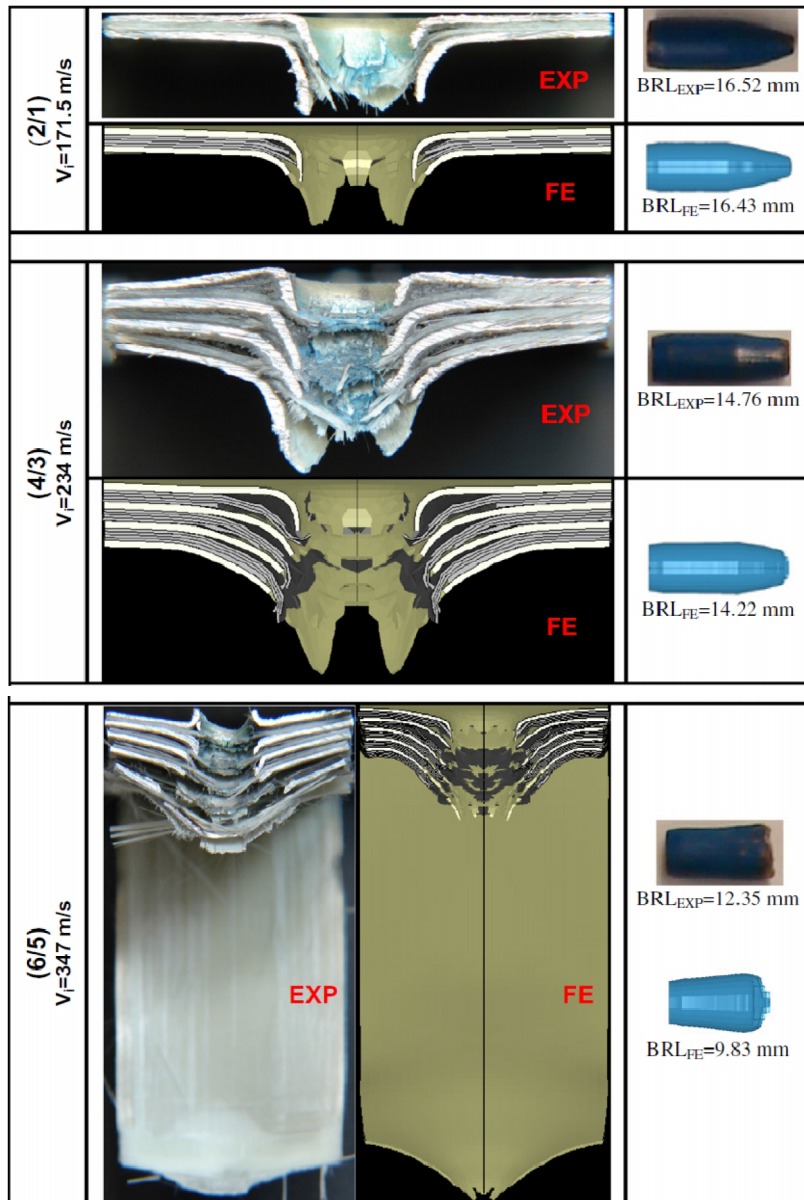 (2/1)
Vi=171.5 m/s
EXP
BRLEXP=16.52 mm
FE
BRLFE=16.43 mm
(4/3)
Vi=234 m/s
EXP
BRLEXP=14.76 mm
FE
BRLFE=14.22 mm
(6/5)
Vi=347 m/s
EXP
FE
BRLEXP=12.35 mm
BRLFE=9.83 mm